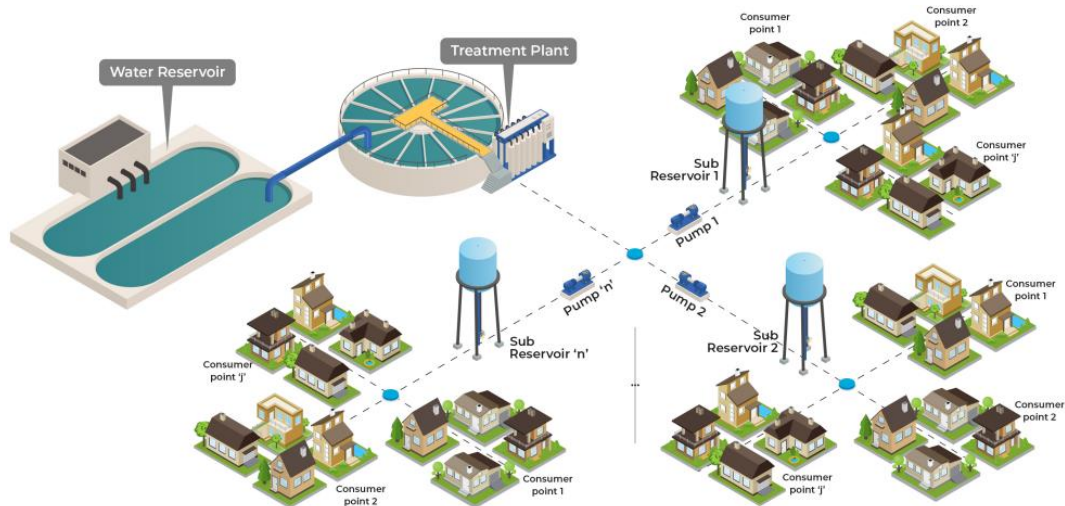 Water Reservoir
Treatment Plant
Consumer
point 1
Consumer
point 2
Consumer
point ‘j’
Sub
Reservoir 1
Pump 1
Pump 2
Pump ‘n’
Sub
Reservoir ‘n’
Sub
Reservoir 2
...
Consumer
point ‘j’
Consumer
point 2
Consumer
point 1
Consumer
point 1
Consumer
point 2
Consumer
point ‘j’